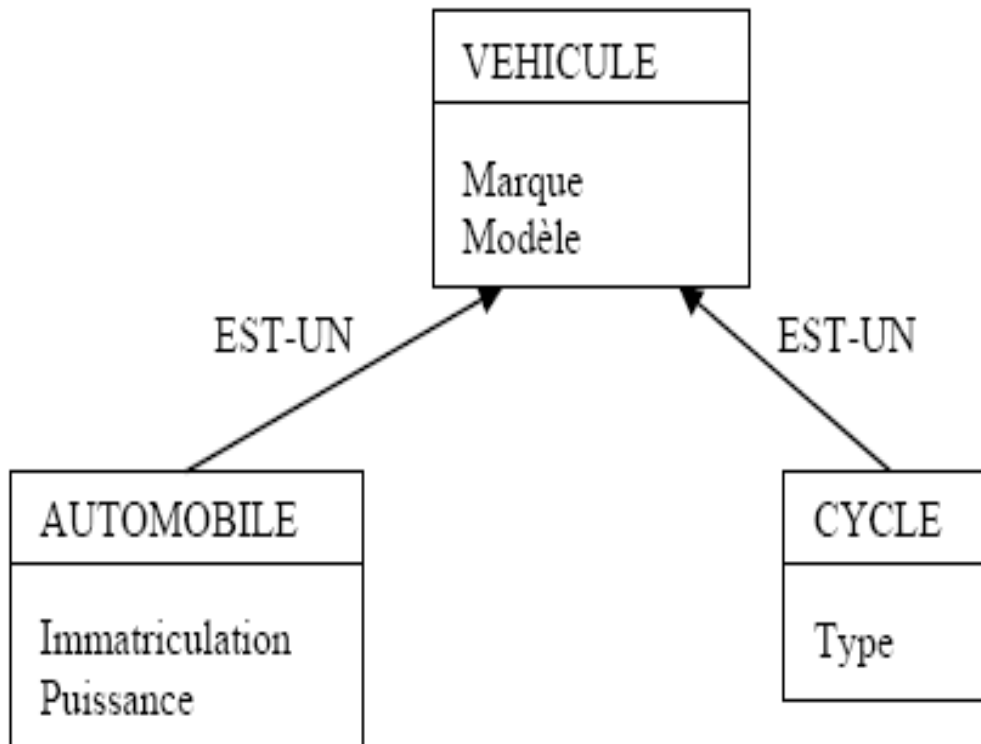 VEHICULE
Marque
Modèle
EST-UN
EST-UN
AUTOMOBILE
Immatriculation
Puissance
CYCLE
Type